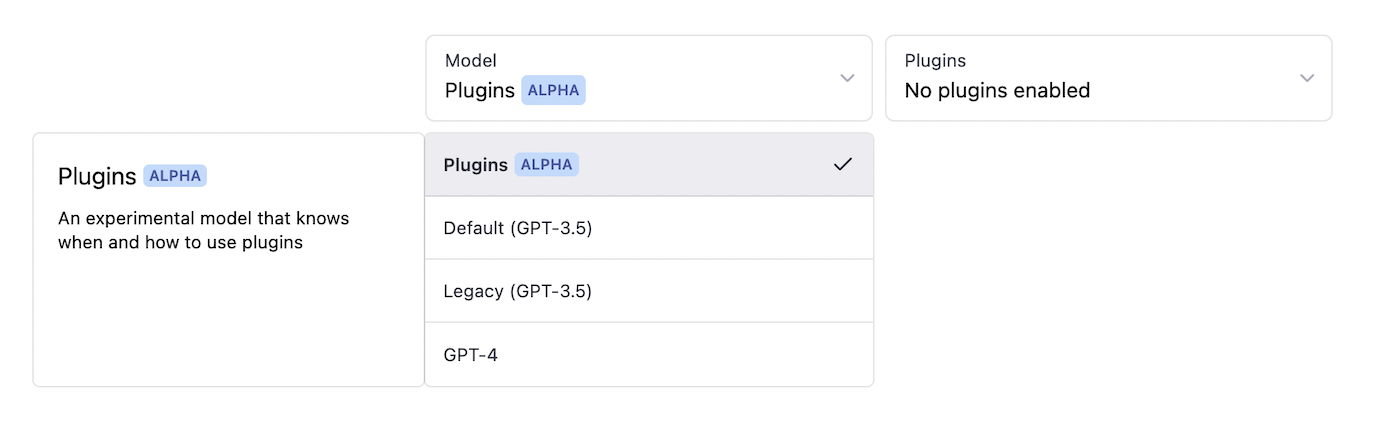 Model
Plugins ALPHA
Plugins
No plugins enabled
Plugins ALPHA
An experimental model that knows
when and how to use plugins
Plugins ALPHA
Default (GPT-3.5)
Legacy (GPT-3.5)
GPT-4